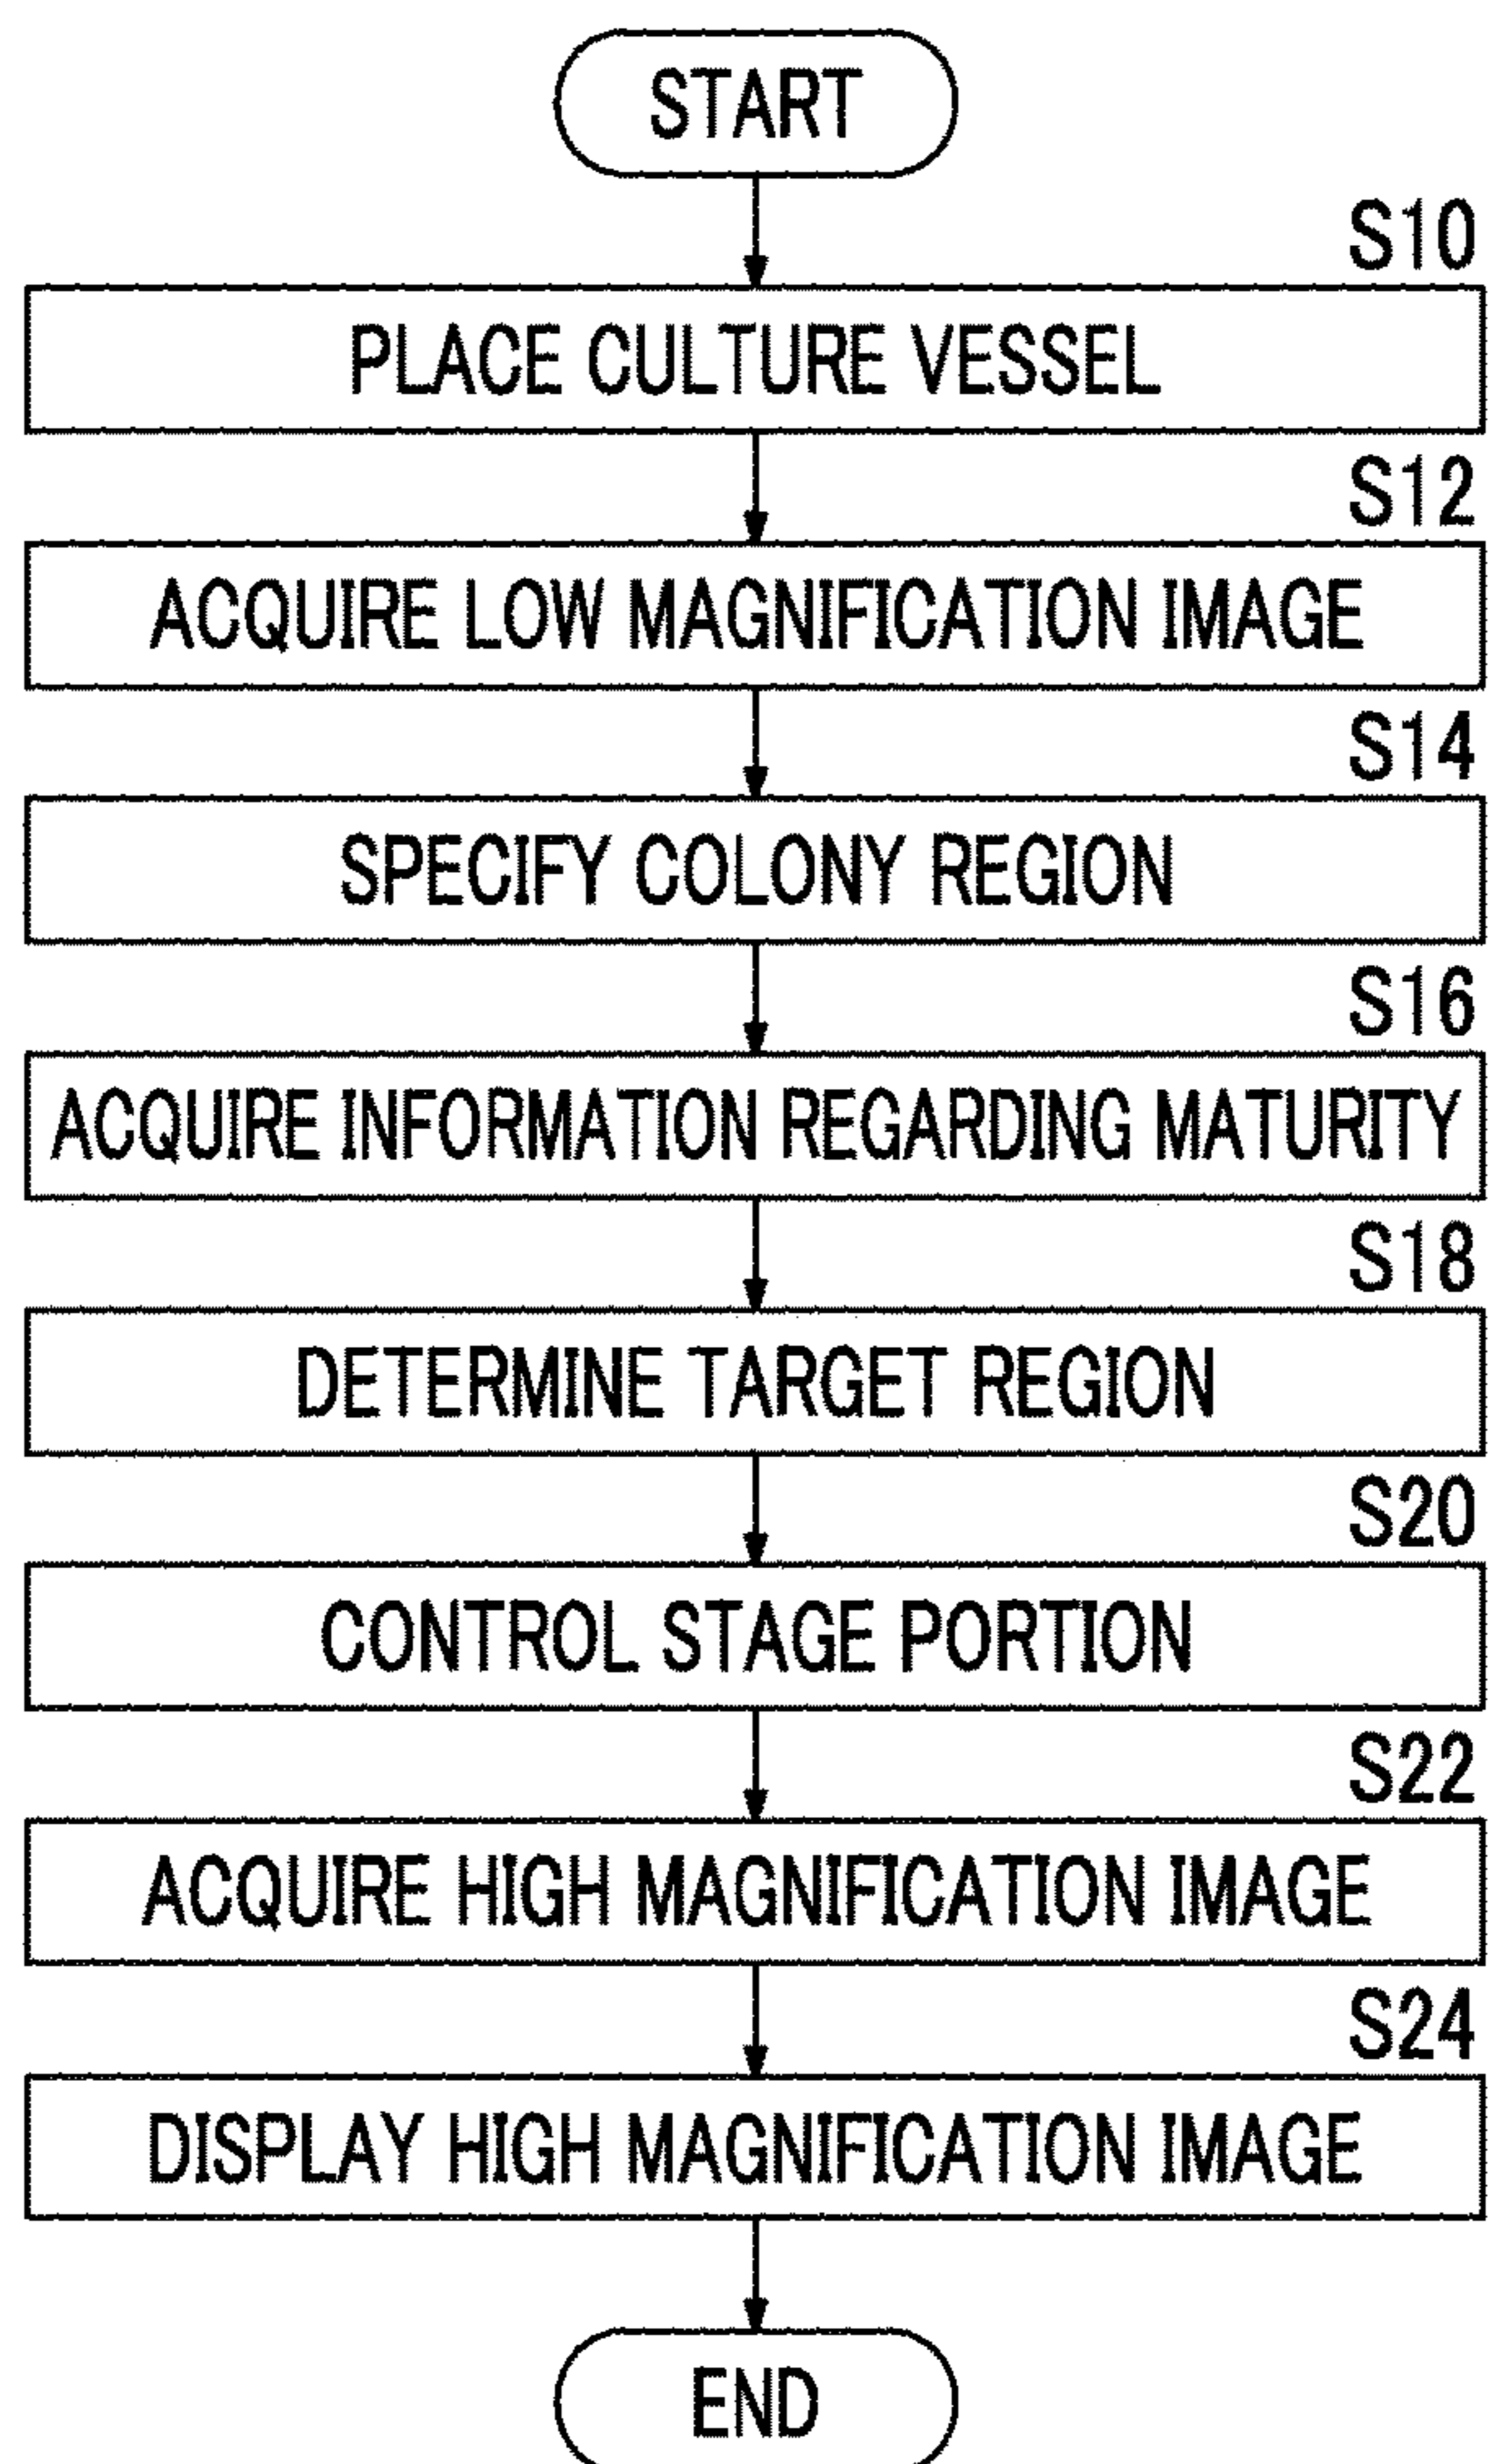 START
S10
PLACE CULTURE VESSEL
S12
ACQUIRE LOW MAGNIFICATION IMAGE
S14
SPECIFY COLONY REGION
S16
ACQUIRE INFORMATION REGARDING MATURITY
S18
DETERMINE TARGET REGION
S20
CONTROL STAGE PORTION
S22
ACQUIRE HIGH MAGNIFICATION IMAGE
S24
DISPLAY HIGH MAGNIFICATION IMAGE
END